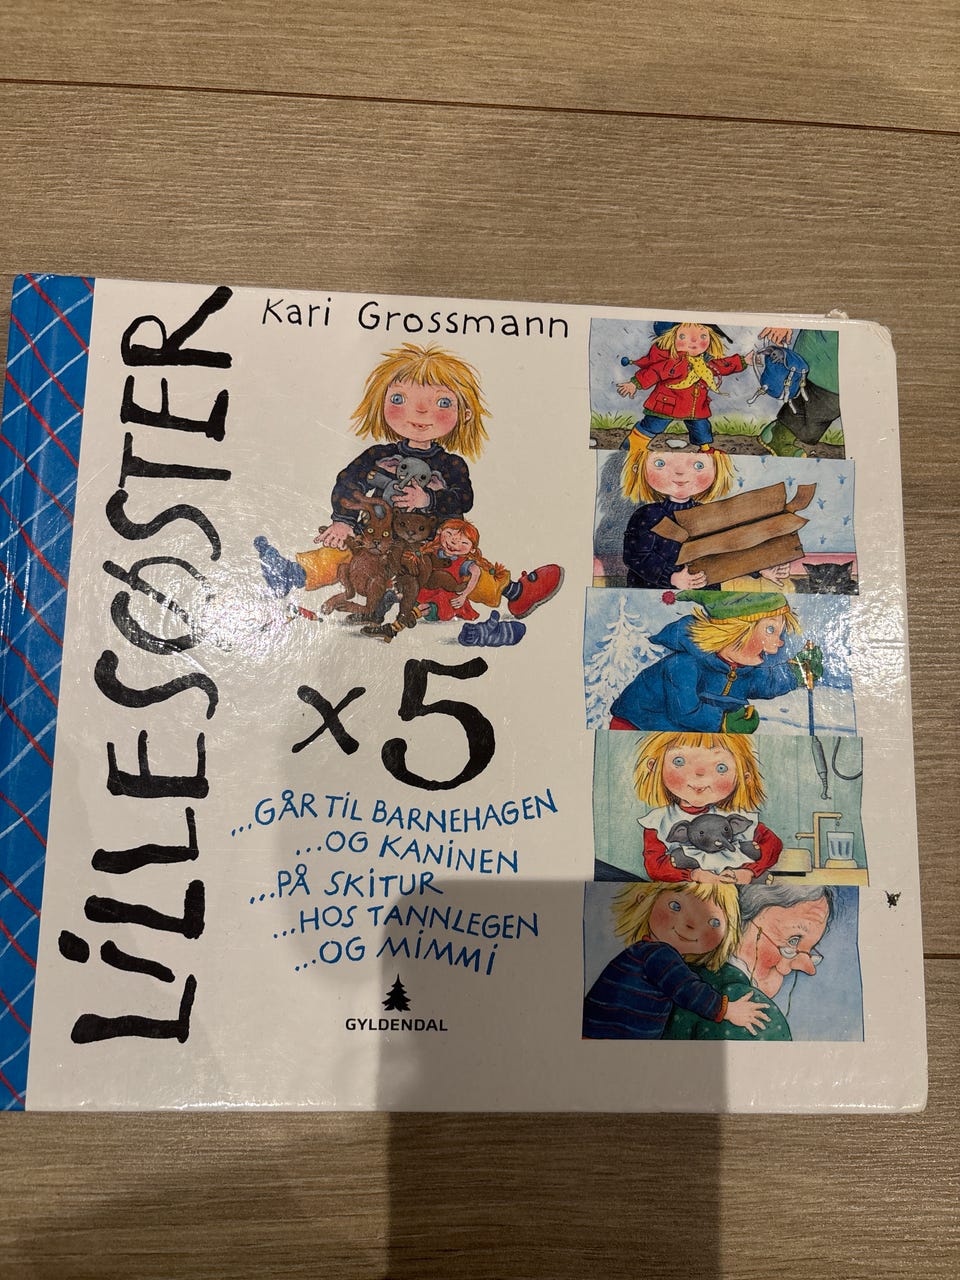 LiLLESØSTER
Kari Grossmann
x 5
...GÅR TiL BARNEHAGEN
...OG KANiNEN
...PÅ SKiTUR
...HOS TANNLEGEN
...OG MiMMi
GYLDENDAL